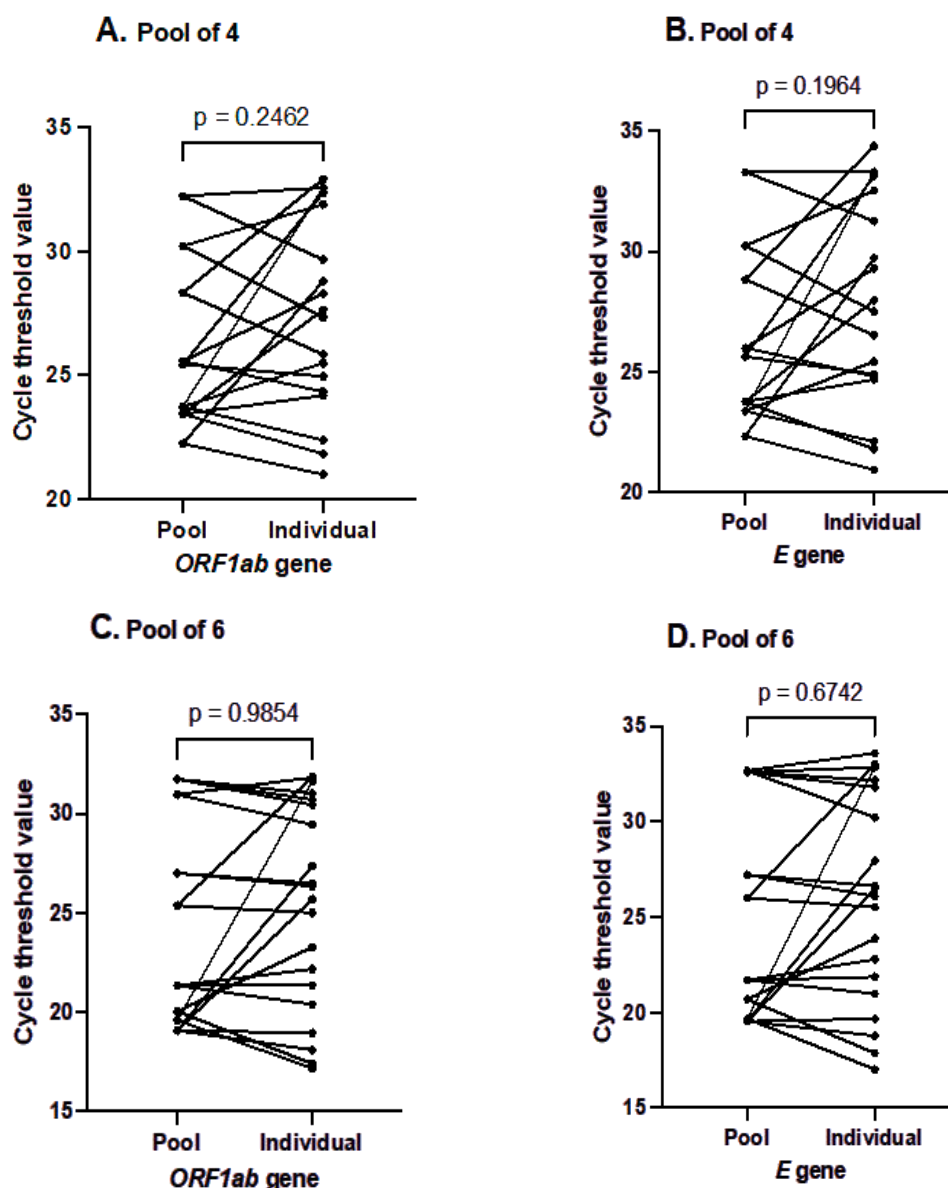 A. Pool of 4
p = 0.2462
35
30
25
20
Cycle threshold value
Pool Individual
ORF1ab gene
B. Pool of 4
p = 0.1964
35
30
25
20
Cycle threshold value
Pool Individual
E gene
C. Pool of 6
p = 0.9854
35
30
25
20
15
Cycle threshold value
Pool Individual
ORF1ab gene
D. Pool of 6
p = 0.6742
35
30
25
20
15
Cycle threshold value
Pool Individual
E gene